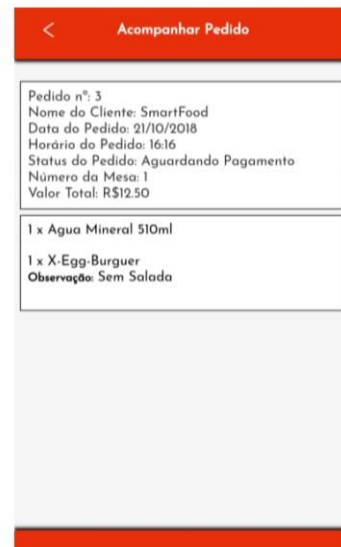 Acompanhar Pedido
Pedido nº: 3
Nome do Cliente: SmartFood
Data do Pedido: 21/10/2018
Horário do Pedido: 16:16
Status do Pedido: Aguardando Pagamento
Número da Mesa: 1
Valor Total: R$12.50
1 x Agua Mineral 510ml
1 x X-Egg-Burguer
Observação: Sem Salada